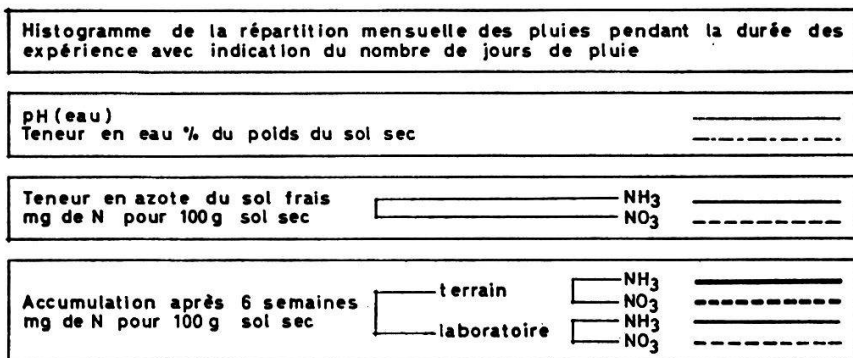 Histogramme de la répartition mensuelle des pluies pendant la durée des
expérience avec indication du nombre de jours de pluie
pH (eau)
Teneur en eau % du poids du sol sec
Teneur en azote du sol frais NH3
mg de N pour 100g sol sec NO3
Accumulation après 6 semaines
mg de N pour 100g sol sec
terrain
NH3
NO3
laboratoire
NH3
NO3